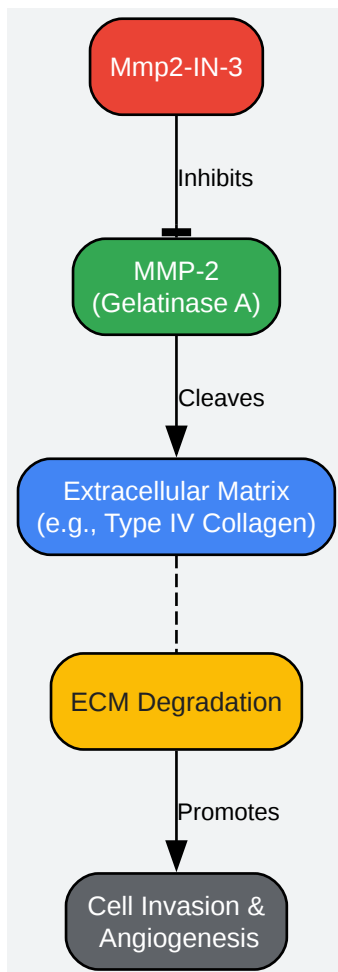 Mmp2-IN-3
Inhibits
MMP-2
(Gelatinase A)
Cleaves
Extracellular Matrix
(e.g., Type IV Collagen)
ECM Degradation
Promotes
Cell Invasion &
Angiogenesis